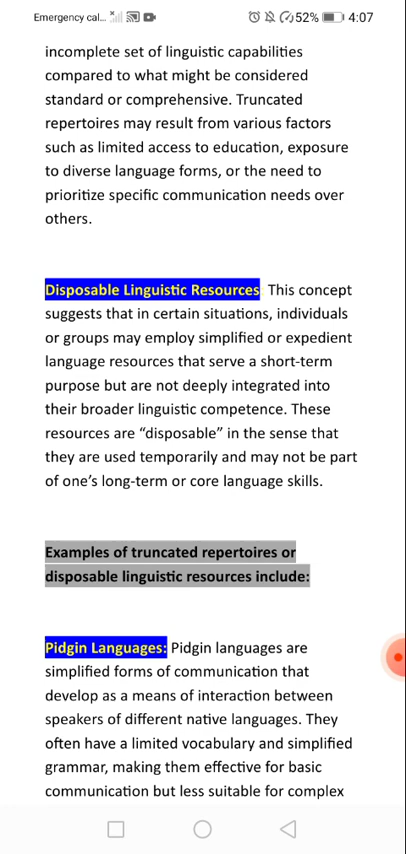 Emergency cal... 52% 4:07
incomplete set of linguistic capabilities
compared to what might be considered
standard or comprehensive. Truncated
repertoires may result from various factors
such as limited access to education, exposure
to diverse language forms, or the need to
prioritize specific communication needs over
others.
Disposable Linguistic Resources This concept
suggests that in certain situations, individuals
or groups may employ simplified or expedient
language resources that serve a short-term
purpose but are not deeply integrated into
their broader linguistic competence. These
resources are “disposable” in the sense that
they are used temporarily and may not be part
of one’s long-term or core language skills.
Examples of truncated repertoires or
disposable linguistic resources include:
Pidgin Languages: Pidgin languages are
simplified forms of communication that
develop as a means of interaction between
speakers of different native languages. They
often have a limited vocabulary and simplified
grammar, making them effective for basic
communication but less suitable for complex